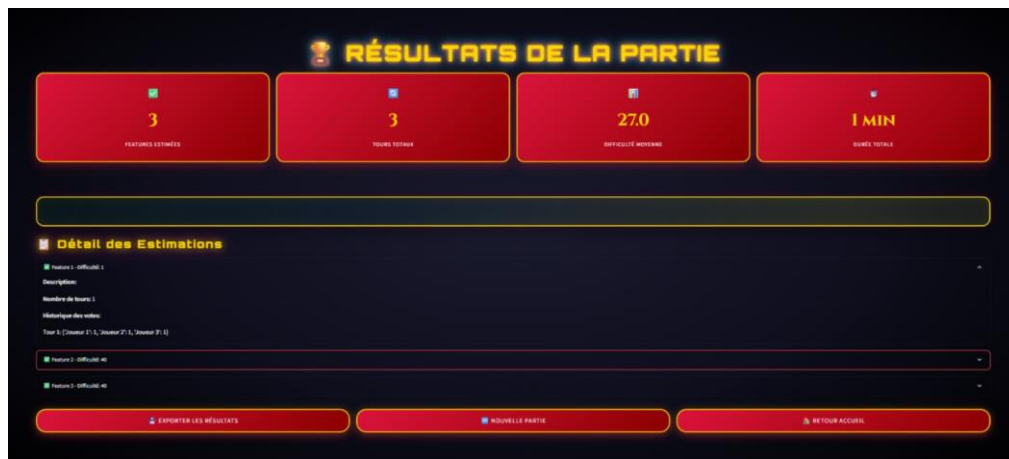 RÉSULTATS DE LA PARTIE
3
FEATURES ESTIMÉES
3
TOURS TOTAUX
27.0
DIFFICULTÉ MOYENNE
1 MIN
DURÉE TOTALE
Détail des Estimations
Feature 1 - Difficulté: 1
Description:
Nombre de tours: 1
Historique des votes:
Tour 1: {'Joueur 1': 1, 'Joueur 2': 1, 'Joueur 3': 1}
Feature 2 - Difficulté: 40
Feature 3 - Difficulté: 40
EXPORTER LES RÉSULTATS
NOUVELLE PARTIE
RETOUR ACCUEIL